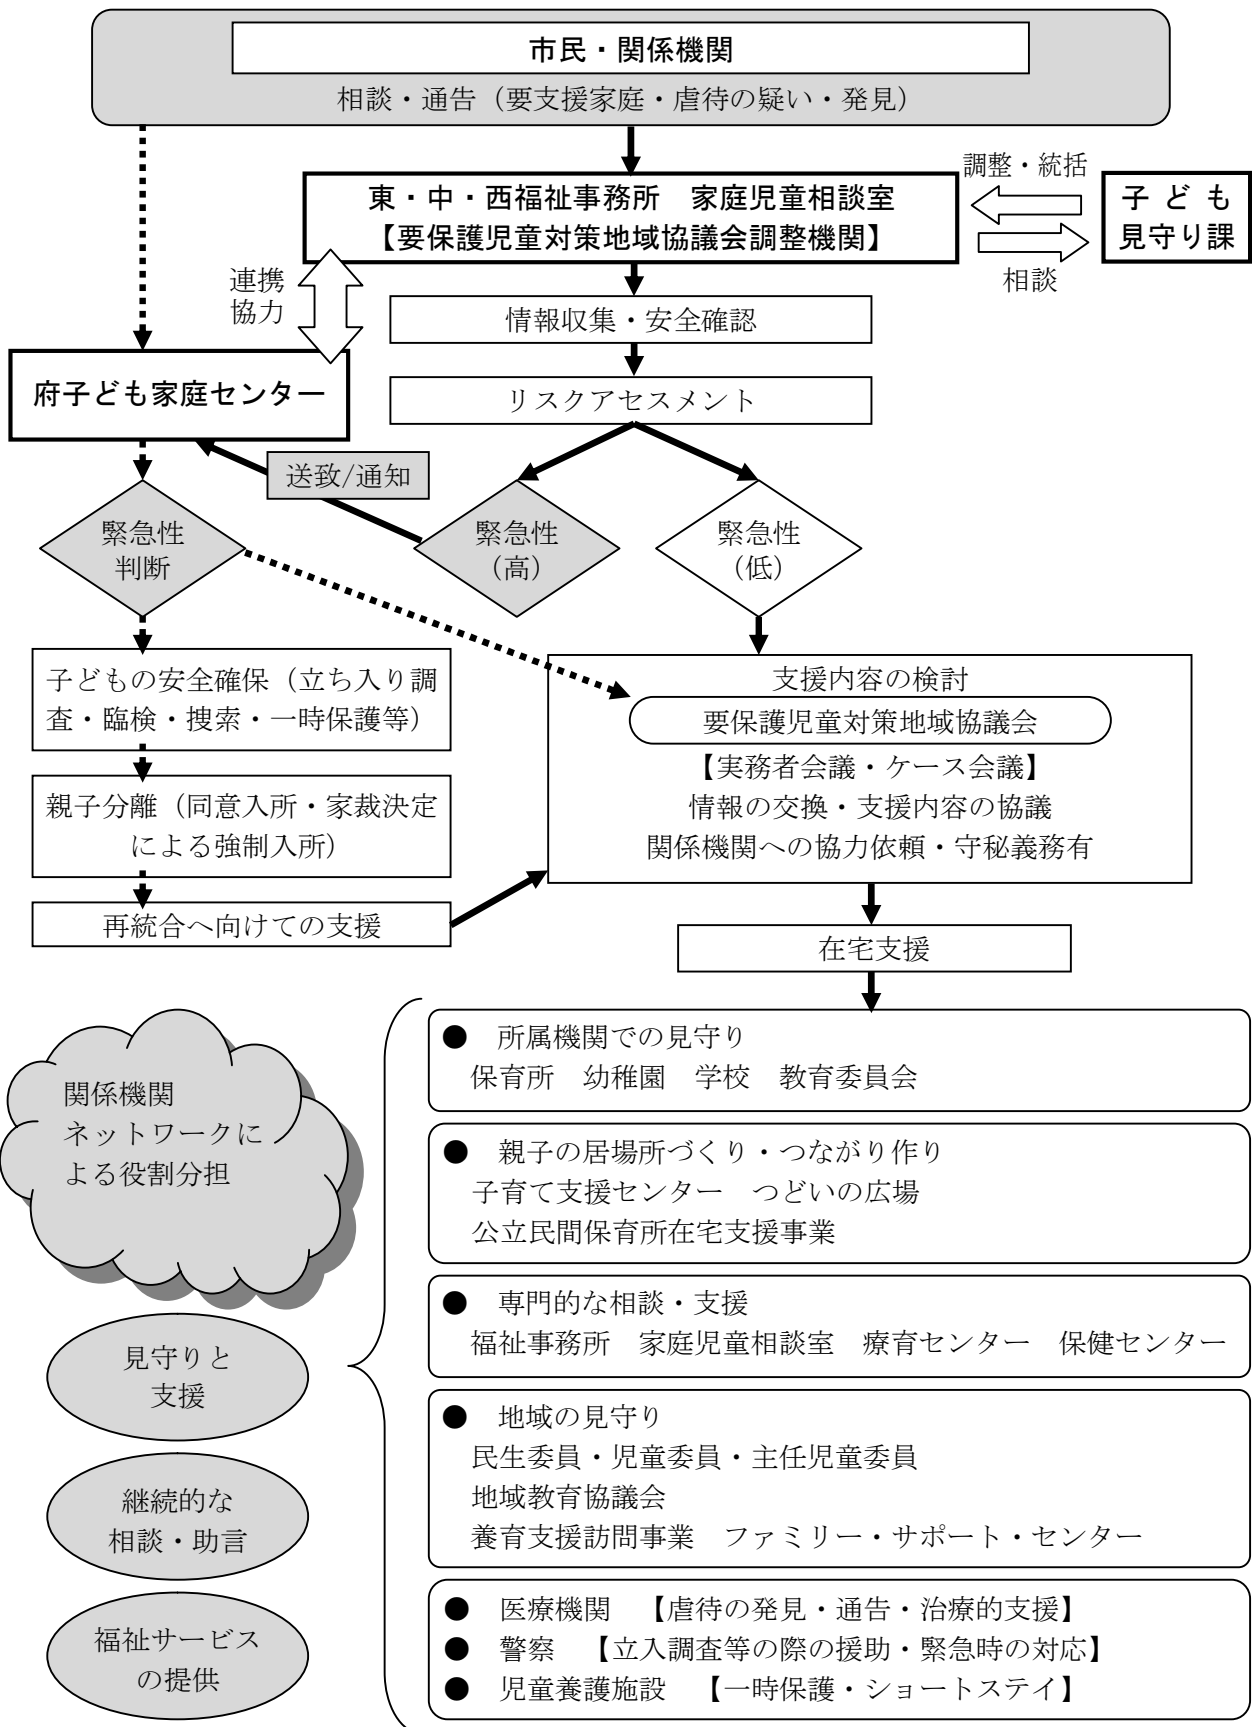 市民・関係機関
相談・通告（要支援家庭・虐待の疑い・発見）
調整・統括
東・中・西福祉事務所　家庭児童相談室
【要保護児童対策地域協議会調整機関】
子ども
見守り課
相談
連携
協力
情報収集・安全確認
府子ども家庭センター
リスクアセスメント
送致/通知
緊急性
判断
緊急性
（高）
緊急性
（低）
子どもの安全確保（立ち入り調
査・臨検・捜索・一時保護等）
親子分離（同意入所・家裁決定
による強制入所）
再統合へ向けての支援
支援内容の検討
要保護児童対策地域協議会
【実務者会議・ケース会議】
情報の交換・支援内容の協議
関係機関への協力依頼・守秘義務有
在宅支援
関係機関
ネットワークに
よる役割分担
見守りと
支援
継続的な
相談・助言
福祉サービス
の提供
●　所属機関での見守り
保育所　幼稚園　学校　教育委員会
●　親子の居場所づくり・つながり作り
子育て支援センター　つどいの広場
公立民間保育所在宅支援事業
●　専門的な相談・支援
福祉事務所　家庭児童相談室　療育センター　保健センター
●　地域の見守り
民生委員・児童委員・主任児童委員
地域教育協議会
養育支援訪問事業　ファミリー・サポート・センター
●　医療機関　【虐待の発見・通告・治療的支援】
●　警察　【立入調査等の際の援助・緊急時の対応】
●　児童養護施設　【一時保護・ショートステイ】